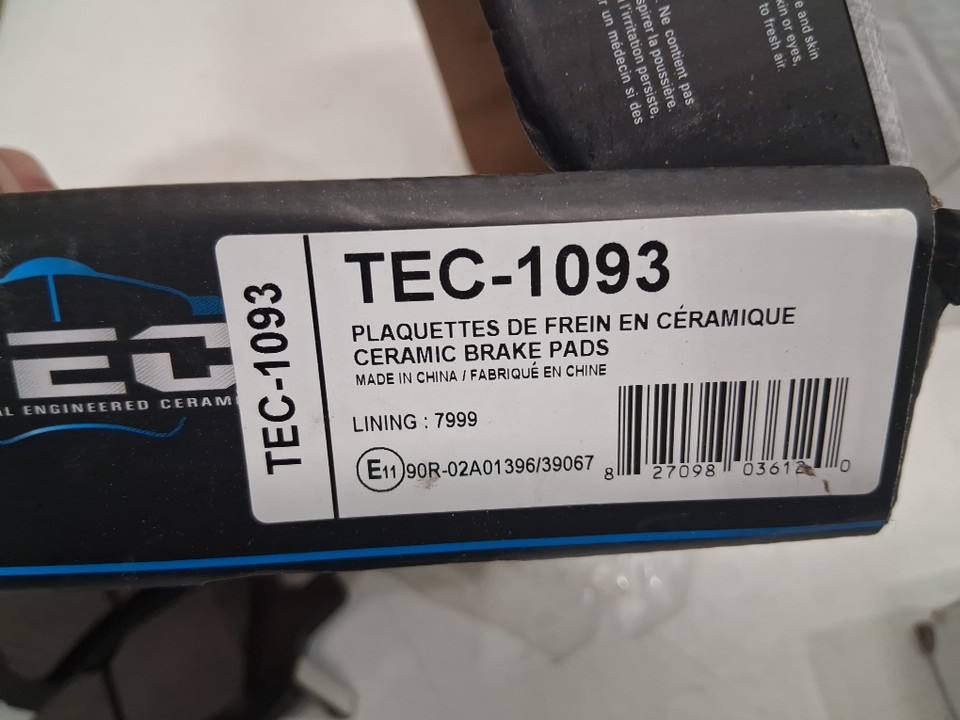 e and skin
kin or eyes,
to fresh air.
. Ne contient pas
spirer la poussière.
l'irritation persiste,
er un médecin si des
TEC-1093
TEC-1093
PLAQUETTES DE FREIN EN CÉRAMIQUE
CERAMIC BRAKE PADS
MADE IN CHINA / FABRIQUÉ EN CHINE
LINING : 7999
E11 90R-02A01396/39067
8 27098 03612 0
EC
AL ENGINEERED CERAM